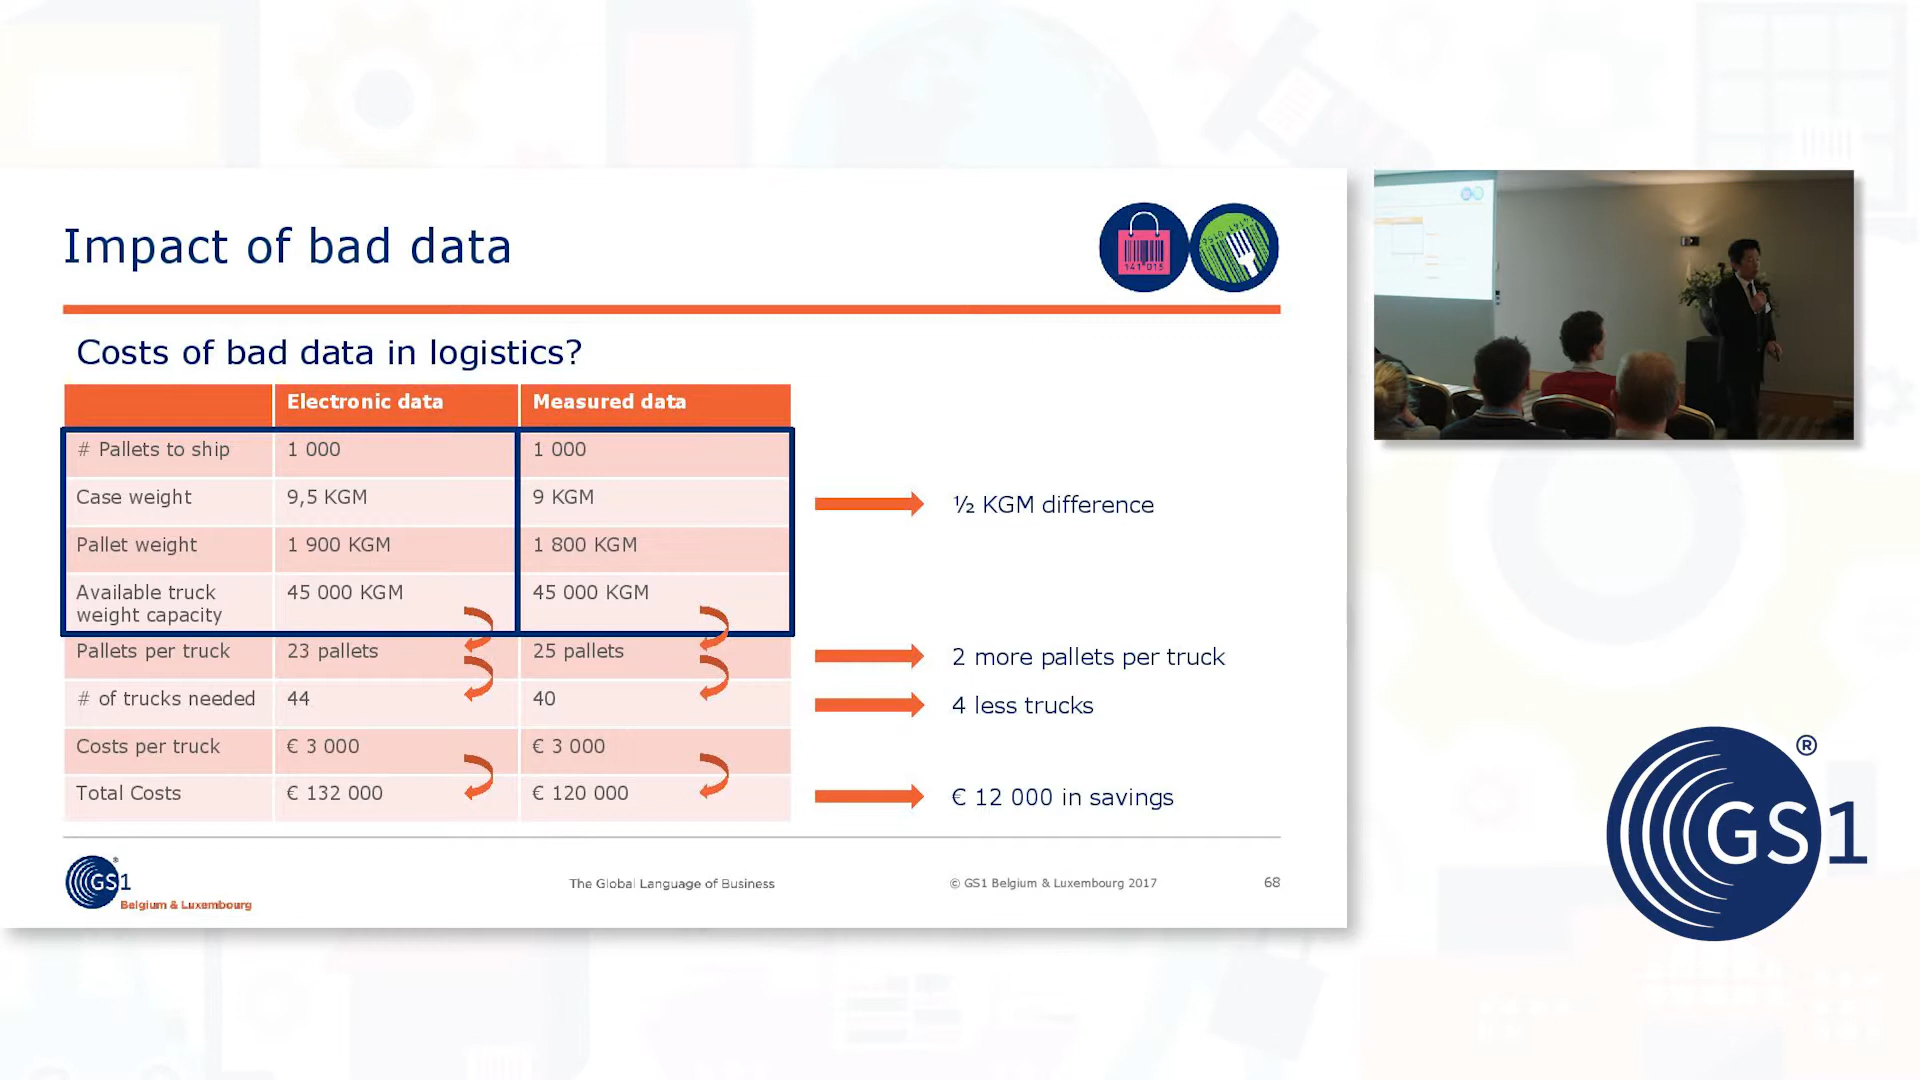 Impact of bad data
141 015
Costs of bad data in logistics?
Electronic data Measured data
# Pallets to ship 1 000 1 000
Case weight 9,5 KGM 9 KGM
½ KGM difference
Pallet weight 1 900 KGM 1 800 KGM
Available truck weight capacity 45 000 KGM 45 000 KGM
Pallets per truck 23 pallets 25 pallets
2 more pallets per truck
# of trucks needed 44 40
4 less trucks
Costs per truck € 3 000 € 3 000
Total Costs € 132 000 € 120 000
€ 12 000 in savings
GS1
Belgium & Luxembourg
The Global Language of Business
© GS1 Belgium & Luxembourg 2017
68
GS1®